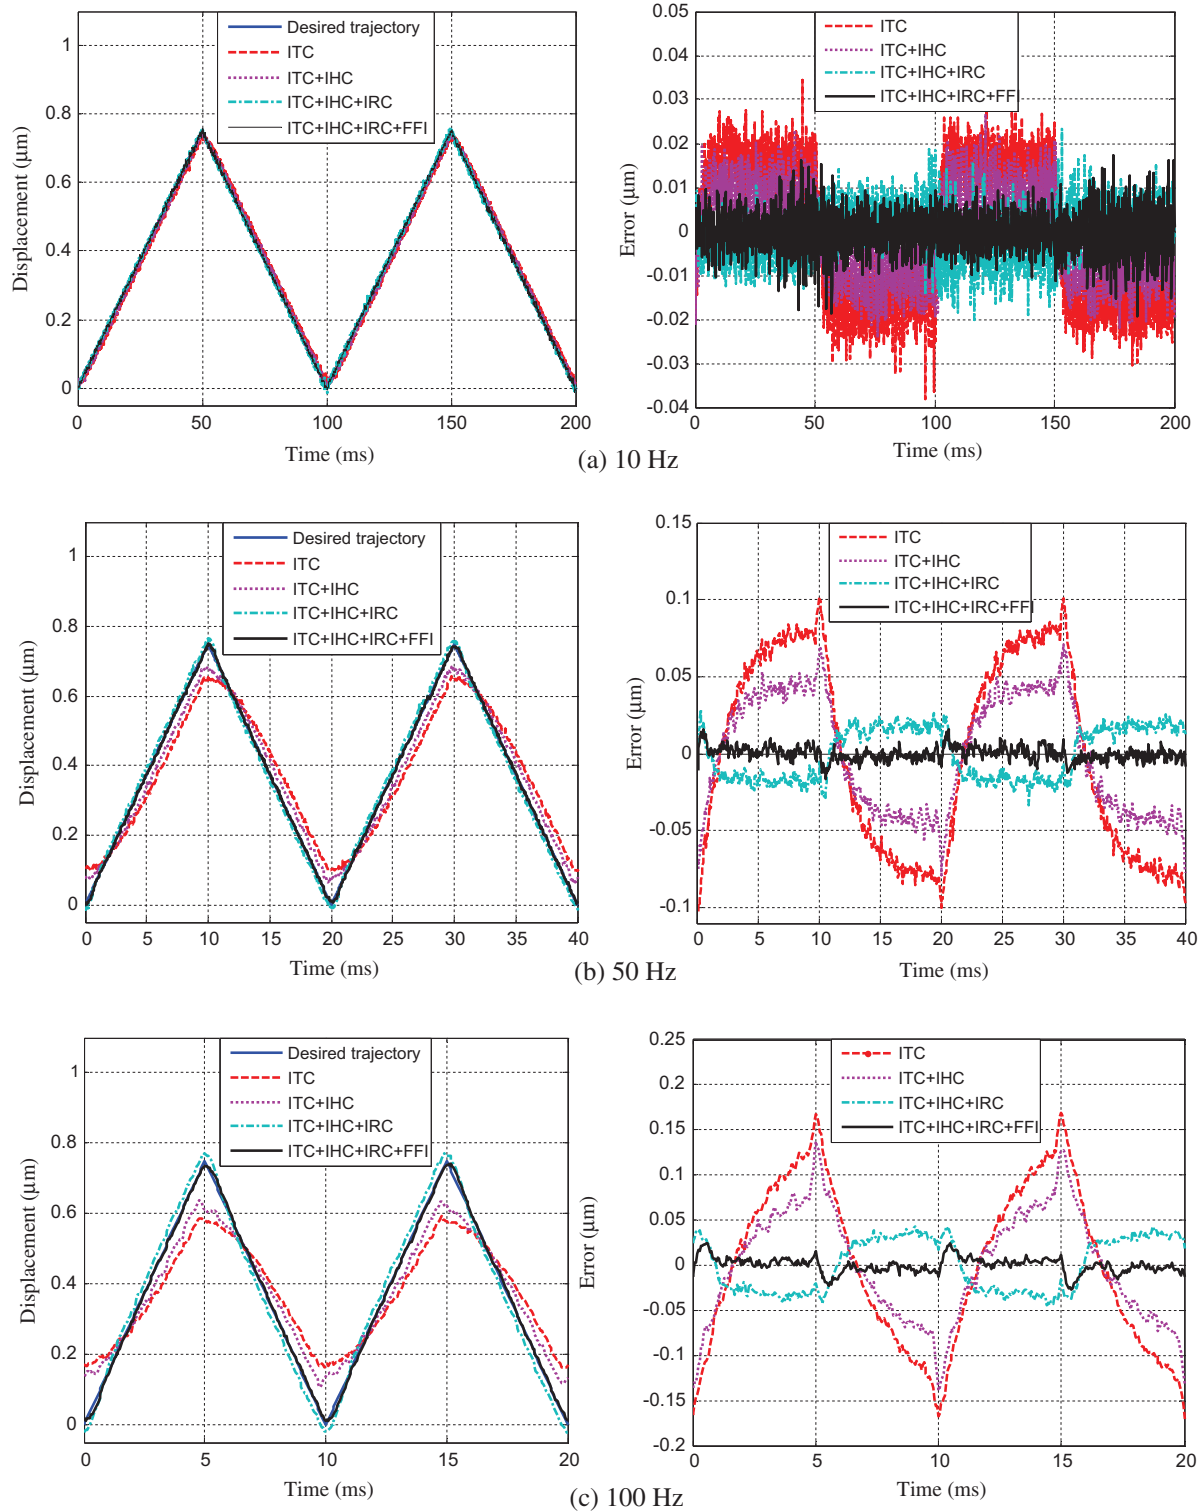 Desired trajectory
ITC
ITC+IHC
ITC+IHC+IRC
ITC+IHC+IRC+FFI
1
0.8
0.6
0.4
0.2
0
Displacement (μm)
0 50 100 150 200
Time (ms)
ITC
ITC+IHC
ITC+IHC+IRC
ITC+IHC+IRC+FFI
0.05
0.04
0.03
0.02
0.01
0
-0.01
-0.02
-0.03
-0.04
Error (μm)
0 50 100 150 200
Time (ms)
(a) 10 Hz
Desired trajectory
ITC
ITC+IHC
ITC+IHC+IRC
ITC+IHC+IRC+FFI
1
0.8
0.6
0.4
0.2
0
Displacement (μm)
0 5 10 15 20 25 30 35 40
Time (ms)
ITC
ITC+IHC
ITC+IHC+IRC
ITC+IHC+IRC+FFI
0.15
0.1
0.05
0
-0.05
-0.1
Error (μm)
0 5 10 15 20 25 30 35 40
Time (ms)
(b) 50 Hz
Desired trajectory
ITC
ITC+IHC
ITC+IHC+IRC
ITC+IHC+IRC+FFI
1
0.8
0.6
0.4
0.2
0
Displacement (μm)
0 5 10 15 20
Time (ms)
ITC
ITC+IHC
ITC+IHC+IRC
ITC+IHC+IRC+FFI
0.25
0.2
0.15
0.1
0.05
0
-0.05
-0.1
-0.15
-0.2
Error (μm)
0 5 10 15 20
Time (ms)
(c) 100 Hz